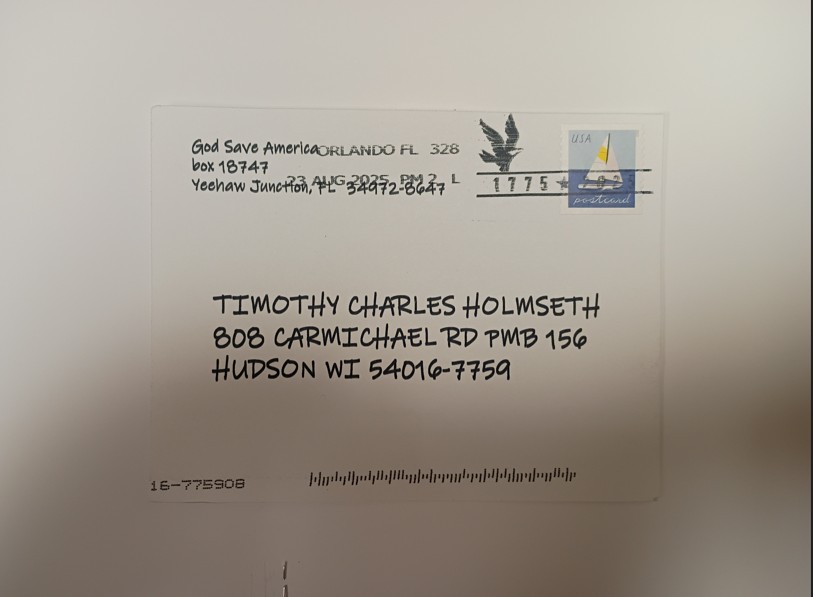 God Save America
box 18747
Yeehaw Junction, FL 34972-8647
ORLANDO FL 328
23 AUG 2025 PM 2 L
1775★2025
USA
postcard
TIMOTHY CHARLES HOLMSETH
808 CARMICHAEL RD PMB 156
HUDSON WI 54016-7759
16-775908